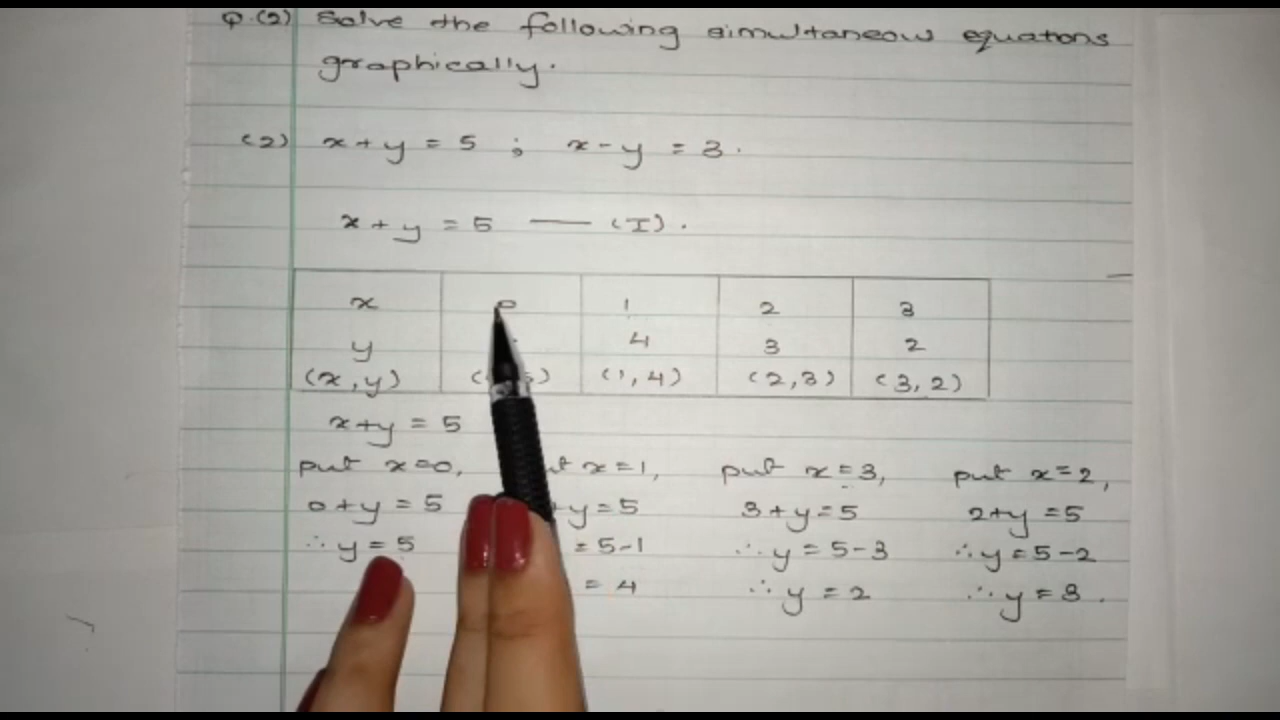 Q.(2) Solve the following simultaneous equatons
graphically.
(2) x + y = 5 ; x - y = 3.
x + y = 5 — (I).
x 0 1 2 3
y 4 3 2
(x, y) (1, 4) (2, 3) (3, 2)
x+y = 5
put x=0, x=1, put x=3, put x=2,
0+y = 5 +y=5 3+y=5 2+y=5
∴ y = 5 = 5-1 ∴ y = 5-3 ∴ y = 5-2
= 4 ∴ y = 2 ∴ y = 3.